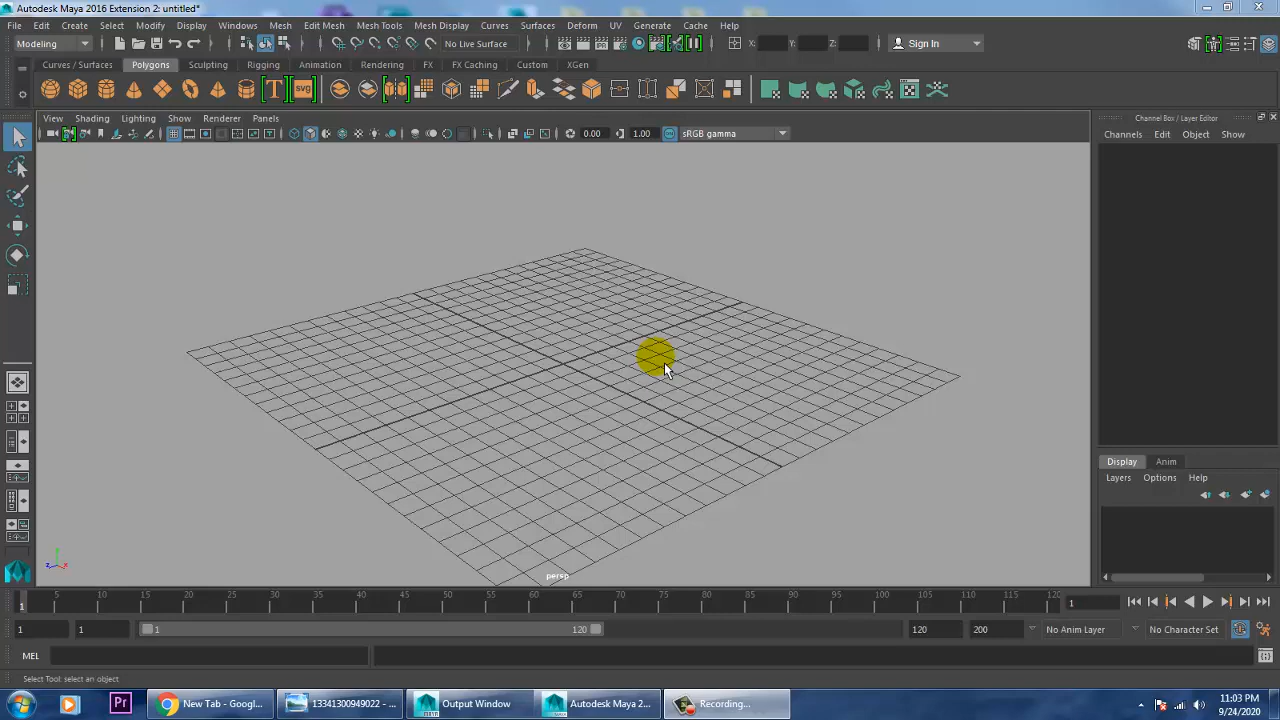 Autodesk Maya 2016 Extension 2: untitled*
File Edit Create Select Modify Display Windows Mesh Edit Mesh Mesh Tools Mesh Display Curves Surfaces Deform UV Generate Cache Help
Modeling No Live Surface X: Y: Z: Sign In
Curves / Surfaces Polygons Sculpting Rigging Animation Rendering FX FX Caching Custom XGen
T svg
View Shading Lighting Show Renderer Panels
0.00 1.00 sRGB gamma
Channel Box / Layer Editor
Channels Edit Object Show
Display Anim
Layers Options Help
persp
1 5 10 15 20 25 30 35 40 45 50 55 60 65 70 75 80 85 90 95 100 105 110 115 120 1
1 1 1 120 120 200 No Anim Layer No Character Set
MEL
Select Tool: select an object
Pr New Tab - Googl... 13341300949022 - ... Output Window Autodesk Maya 2... Recording...
11:03 PM
9/24/2020